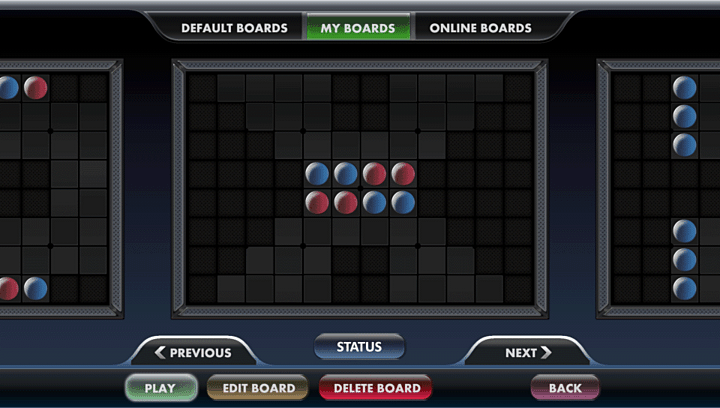 DEFAULT BOARDS
MY BOARDS
ONLINE BOARDS
PREVIOUS
STATUS
NEXT
PLAY
EDIT BOARD
DELETE BOARD
BACK